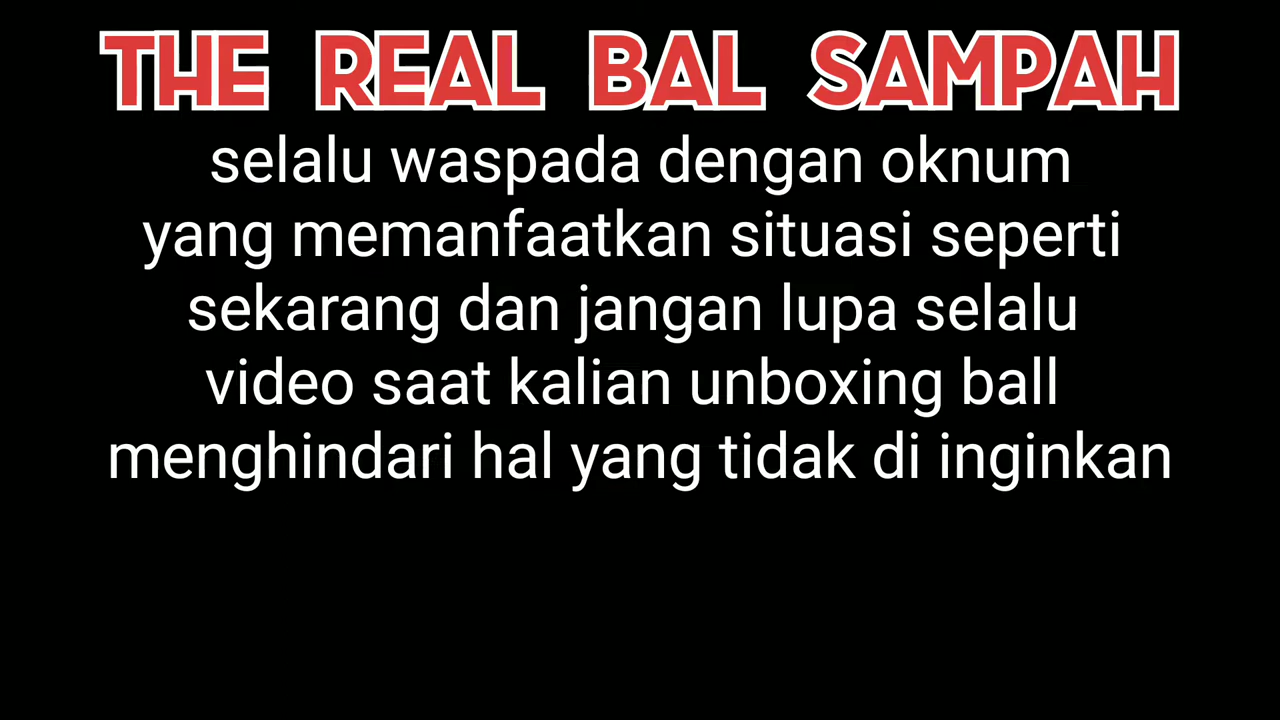 THE REAL BAL SAMPAH
selalu waspada dengan oknum
yang memanfaatkan situasi seperti
sekarang dan jangan lupa selalu
video saat kalian unboxing ball
menghindari hal yang tidak di inginkan